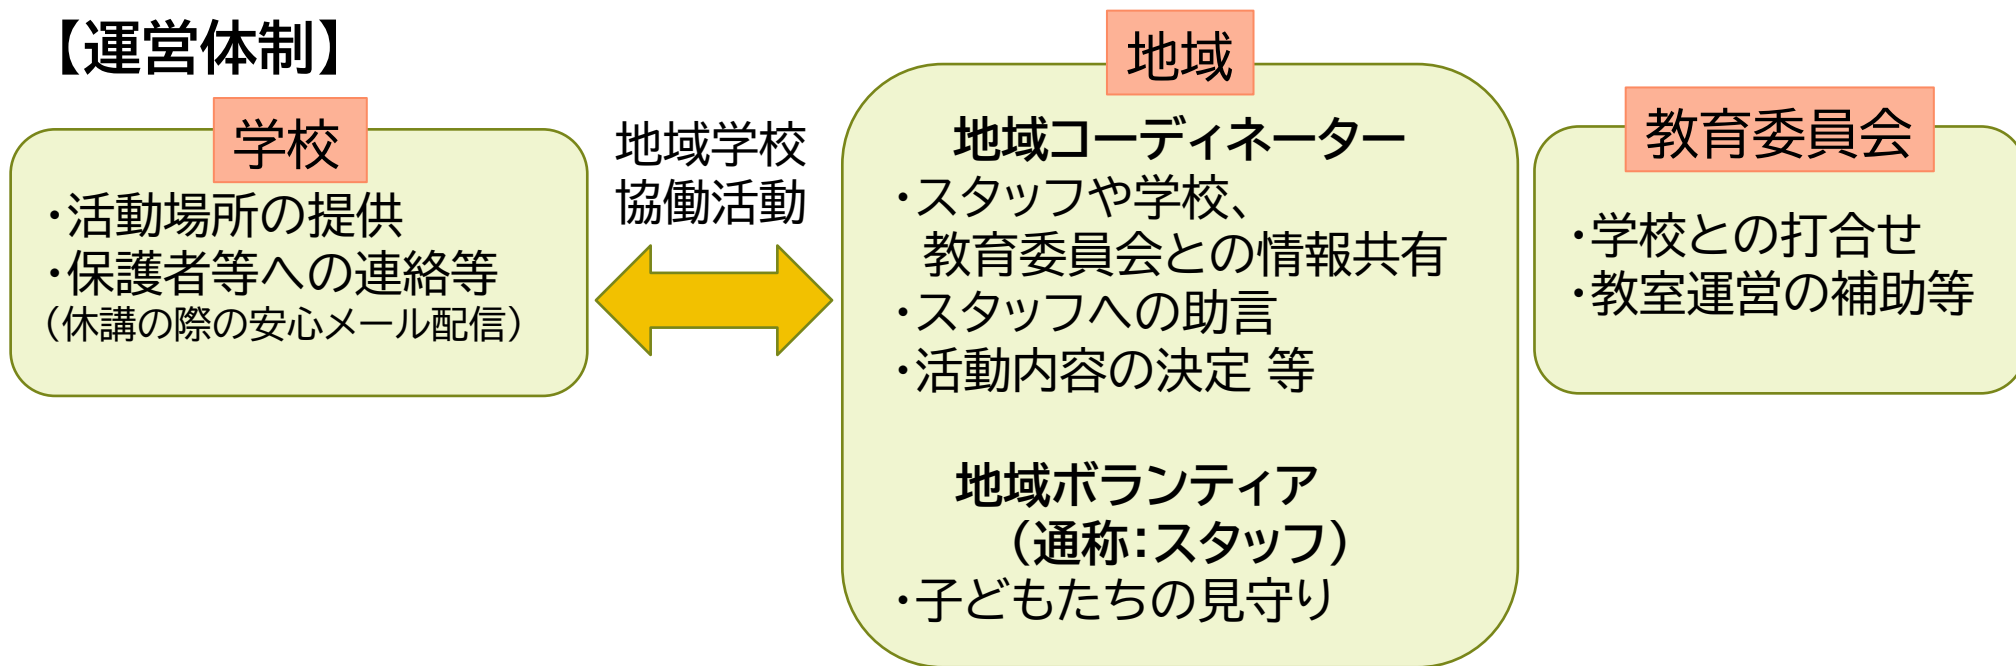 【運営体制】
学校
・活動場所の提供
・保護者等への連絡等
（休講の際の安心メール配信）
地域学校
協働活動
地域
地域コーディネーター
・スタッフや学校、
教育委員会との情報共有
・スタッフへの助言
・活動内容の決定 等
地域ボランティア
（通称：スタッフ）
・子どもたちの見守り
教育委員会
・学校との打合せ
・教室運営の補助等